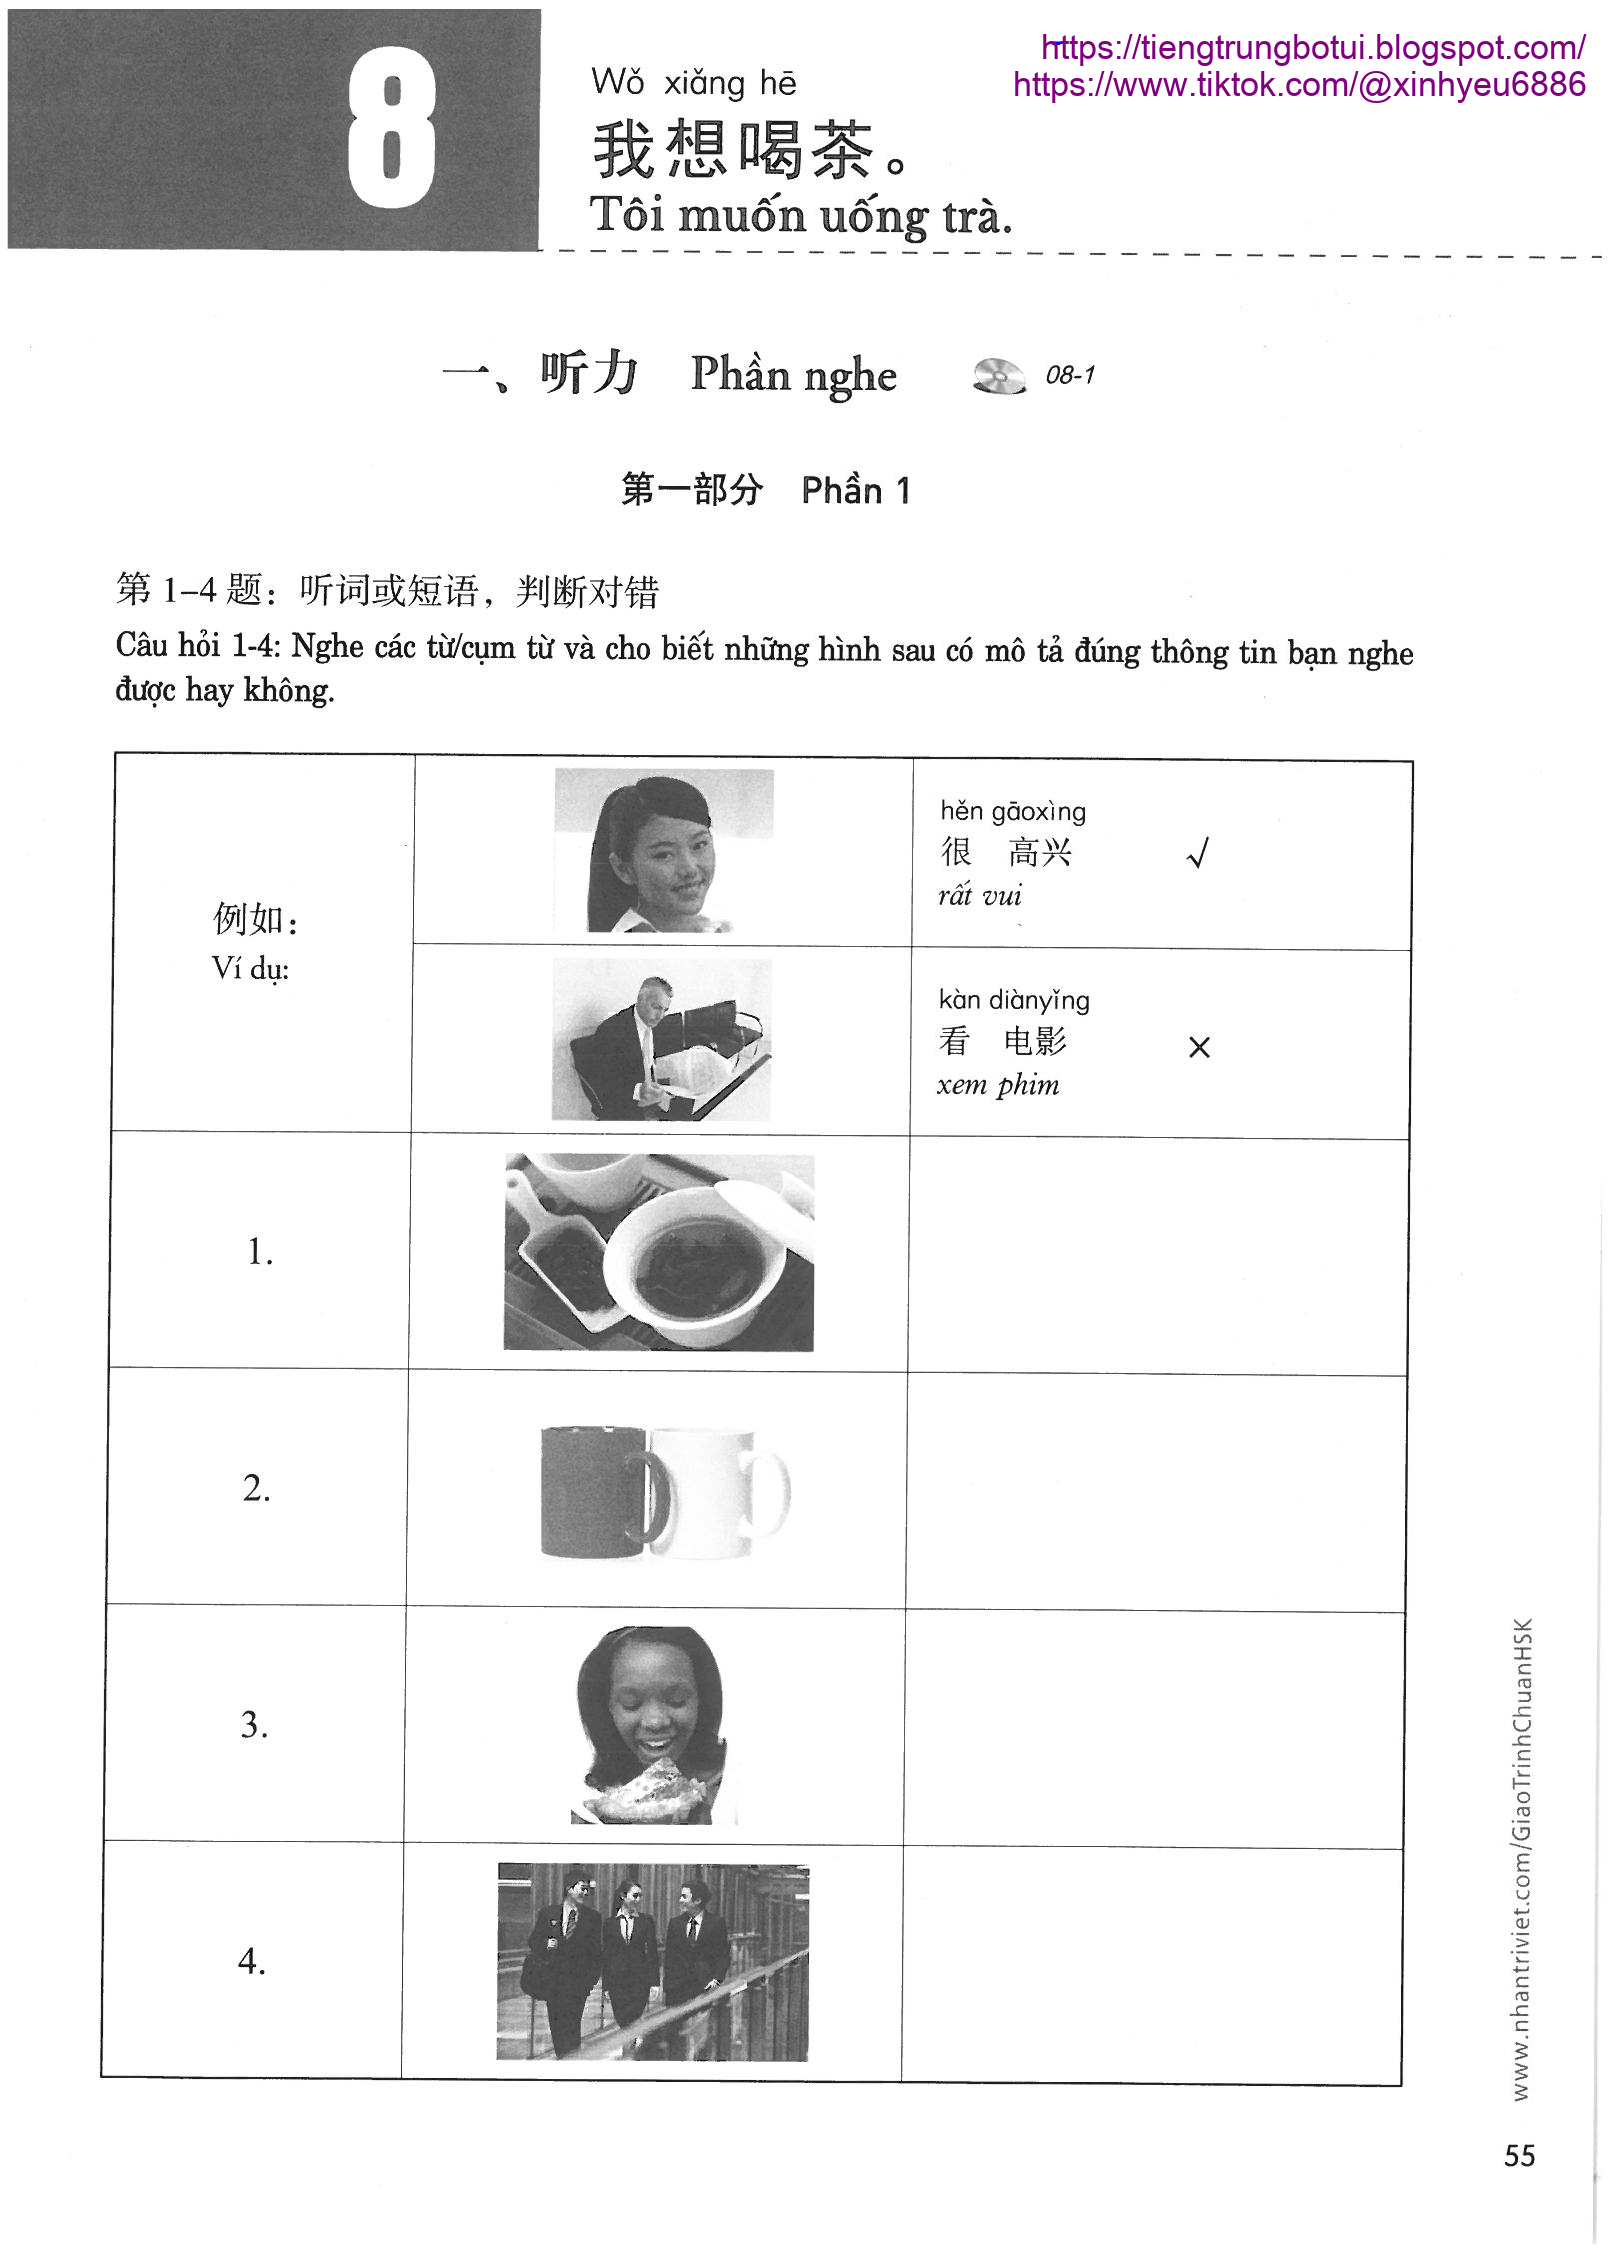 https://tiengtrungbotui.blogspot.com/
https://www.tiktok.com/@xinhyeu6886
8
Wǒ xiǎng hē
我想喝茶。
Tôi muốn uống trà.
一、听力 Phần nghe 08-1
第一部分 Phần 1
第 1–4 题：听词或短语，判断对错
Câu hỏi 1-4: Nghe các từ/cụm từ và cho biết những hình sau có mô tả đúng thông tin bạn nghe
được hay không.
例如：
Ví dụ:
hěn gāoxìng
很 高兴 √
rất vui
kàn diànyǐng
看 电影 ×
xem phim
1.
2.
3.
4.
www.nhantriviet.com/GiaoTrinhChuanHSK
55